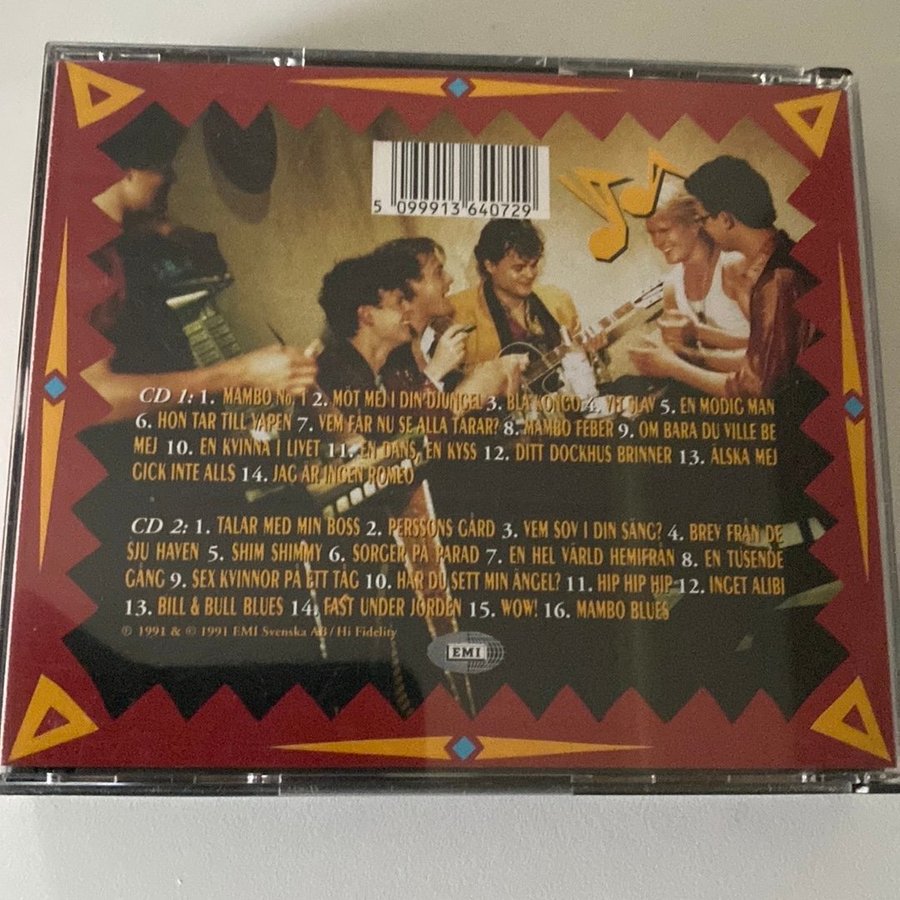 5 099913 640729
CD 1: 1. MAMBO No. 1 2. MÖT MEJ I DIN DJUNGEL 3. BLÅ KONGO 4. VIT SLAV 5. EN MODIG MAN
6. HON TAR TILL VAPEN 7. VEM FÅR NU SE ALLA TÅRAR? 8. MAMBO FEBER 9. OM BARA DU VILLE BE
MEJ 10. EN KVINNA I LIVET 11. EN DANS, EN KYSS 12. DITT DOCKHUS BRINNER 13. ÄLSKA MEJ
GICK INTE ALLS 14. JAG ÄR INGEN ROMEO
CD 2: 1. TALAR MED MIN BOSS 2. PERSSONS GÅRD 3. VEM SOV I DIN SÄNG? 4. BREV FRÅN DE
SJU HAVEN 5. SHIM SHIMMY 6. SORGER PÅ PARAD 7. EN HEL VÄRLD HEMIFRÅN 8. EN TUSENDE
GÅNG 9. SEX KVINNOR PÅ ETT TÅG 10. HAR DU SETT MIN ÄNGEL? 11. HIP HIP HIP 12. INGET ALIBI
13. BILL & BULL BLUES 14. FAST UNDER JORDEN 15. WOW! 16. MAMBO BLUES
℗ 1991 & © 1991 EMI Svenska AB / Hi Fidelity
EMI